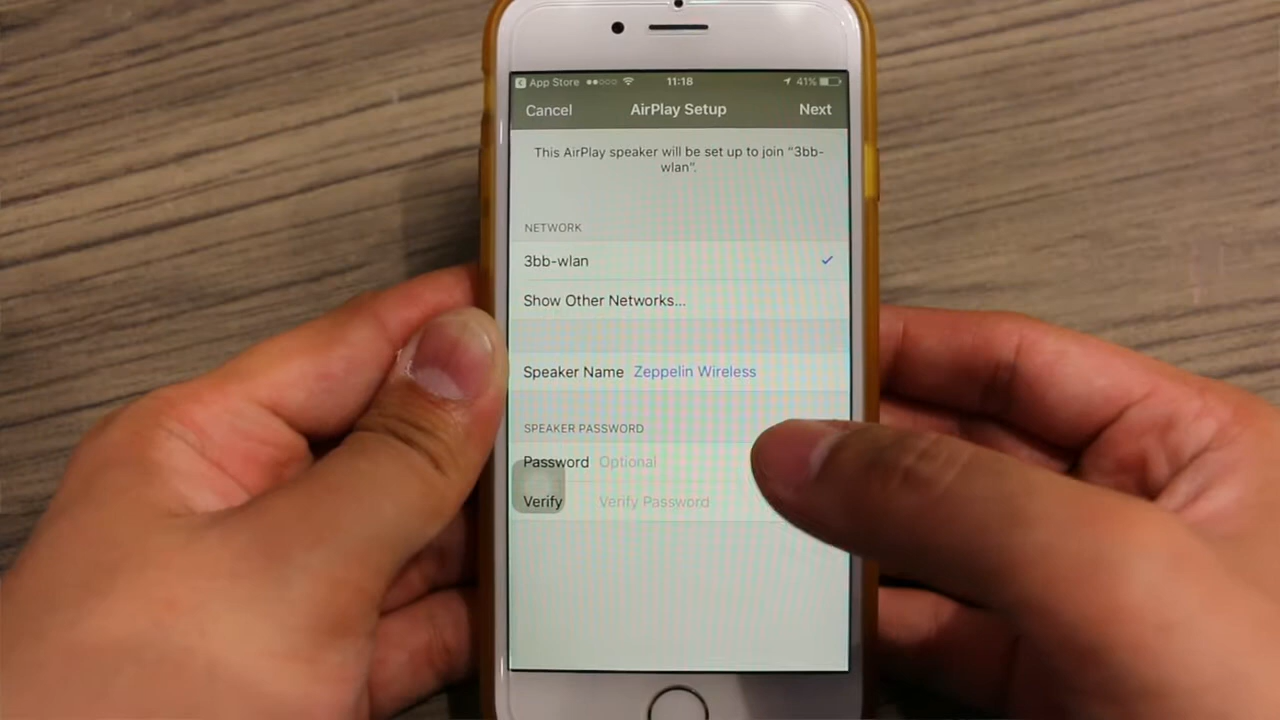 App Store 11:18 41%
Cancel AirPlay Setup Next
This AirPlay speaker will be set up to join “3bb-
wlan”.
NETWORK
3bb-wlan
Show Other Networks...
Speaker Name Zeppelin Wireless
SPEAKER PASSWORD
Password Optional
Verify Verify Password